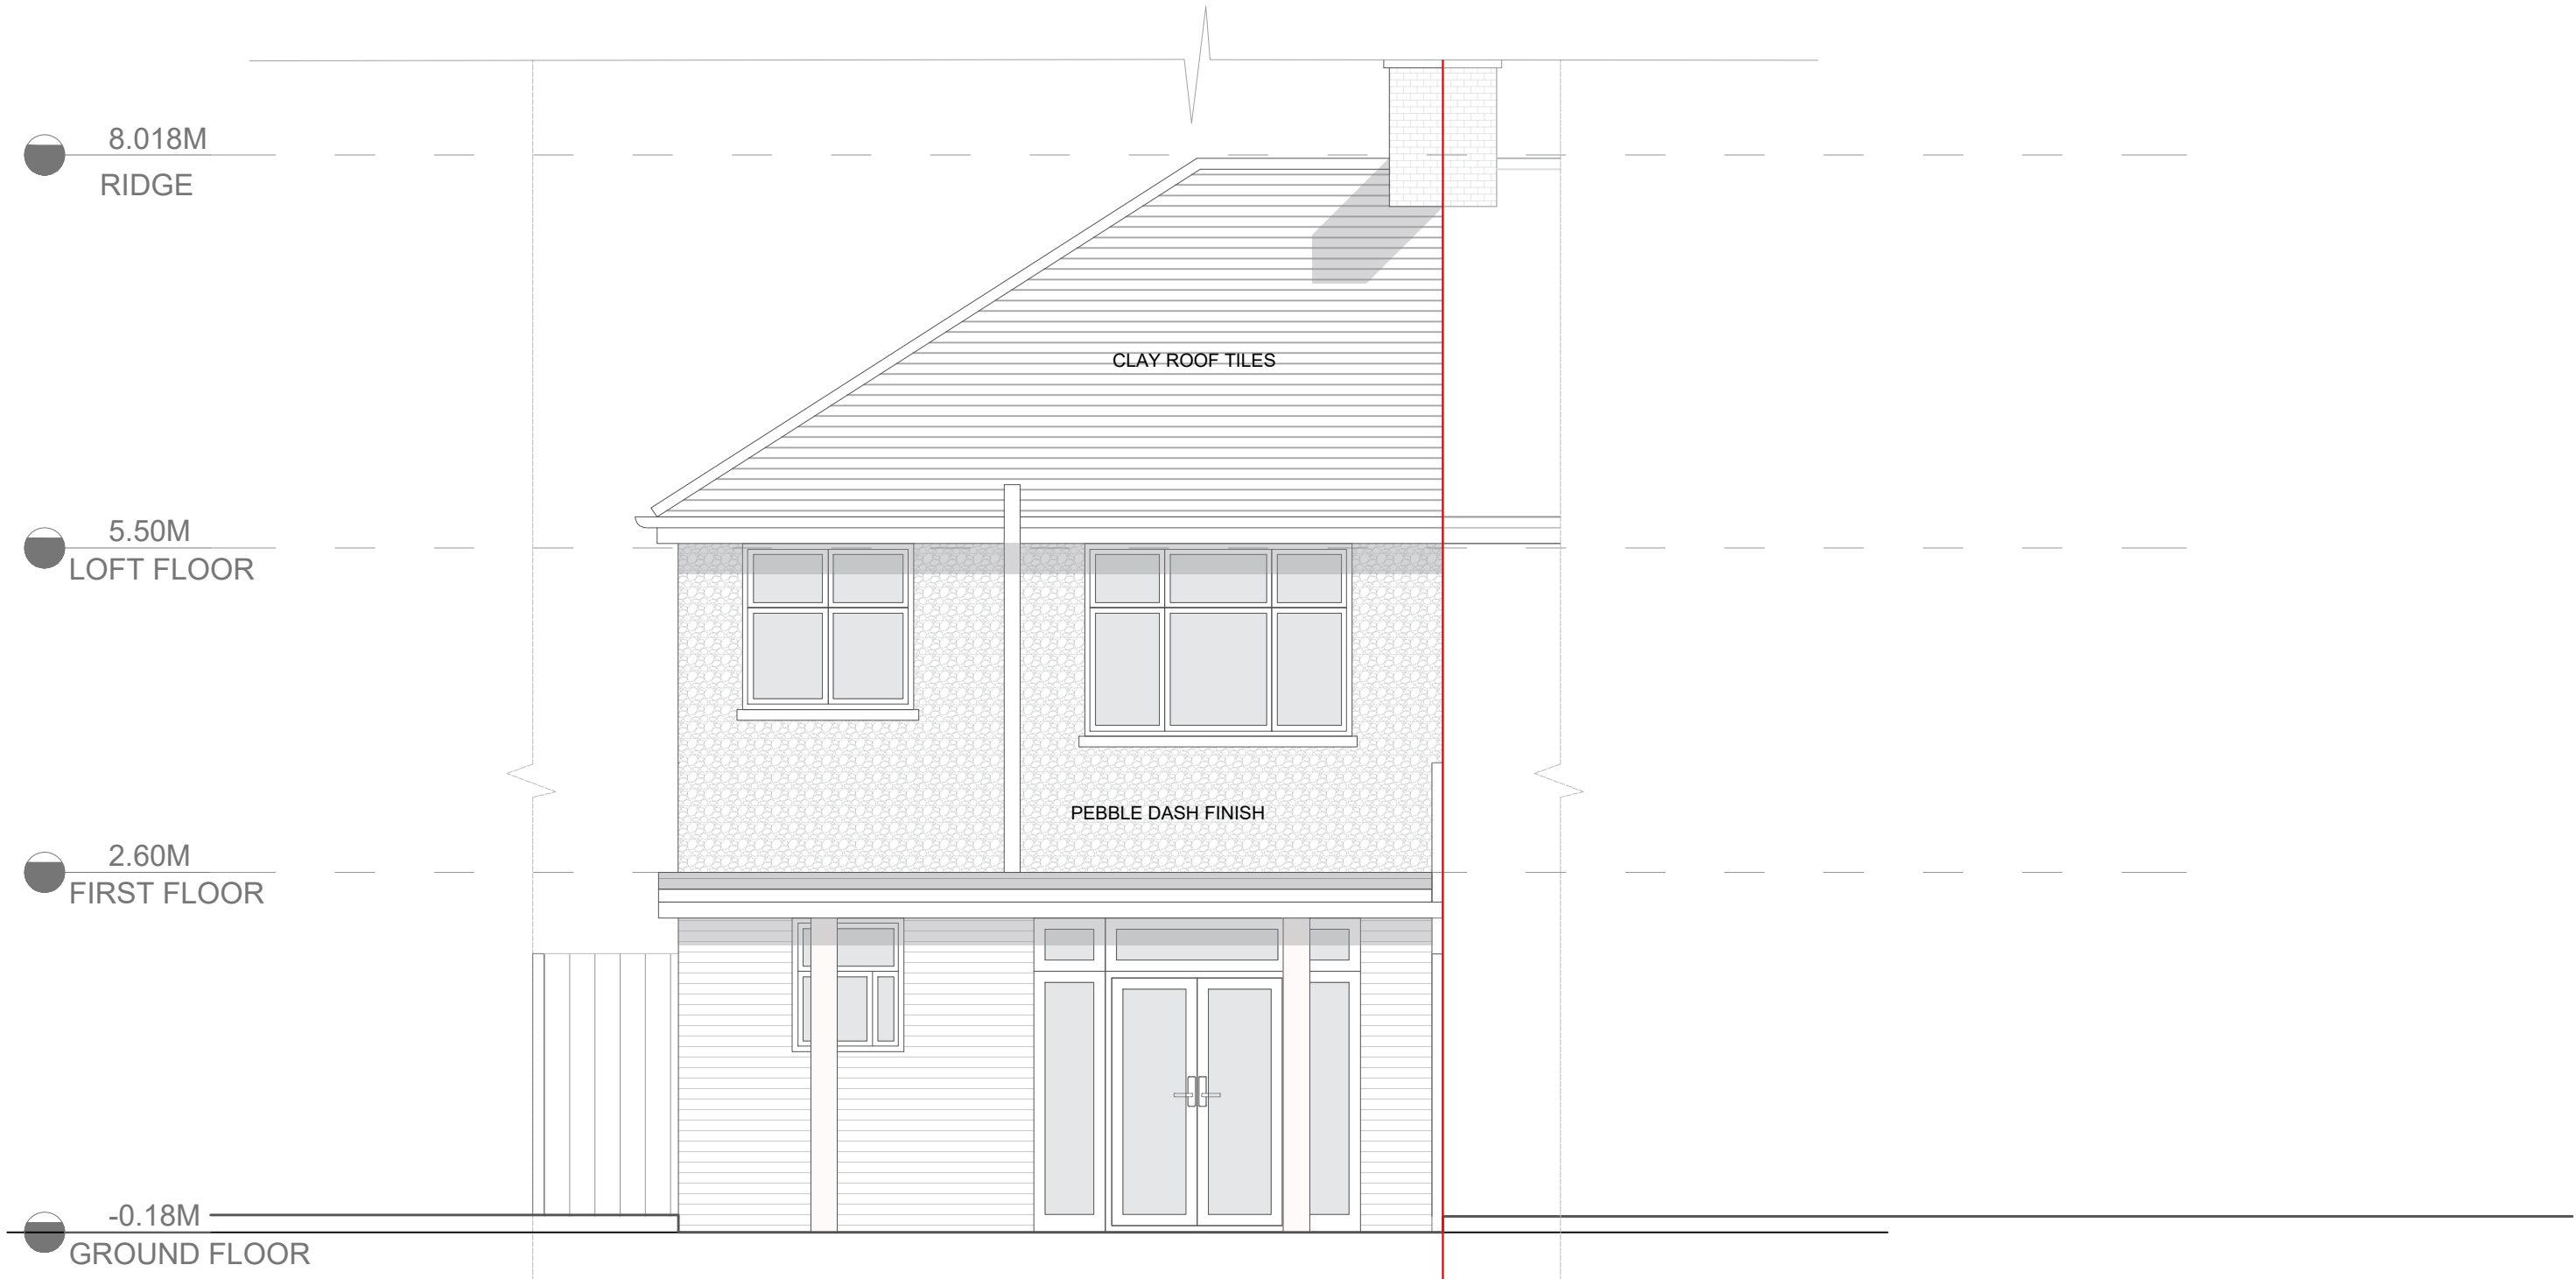 8.018M
RIDGE
CLAY ROOF TILES
5.50M
LOFT FLOOR
PEBBLE DASH FINISH
2.60M
FIRST FLOOR
-0.18M
GROUND FLOOR